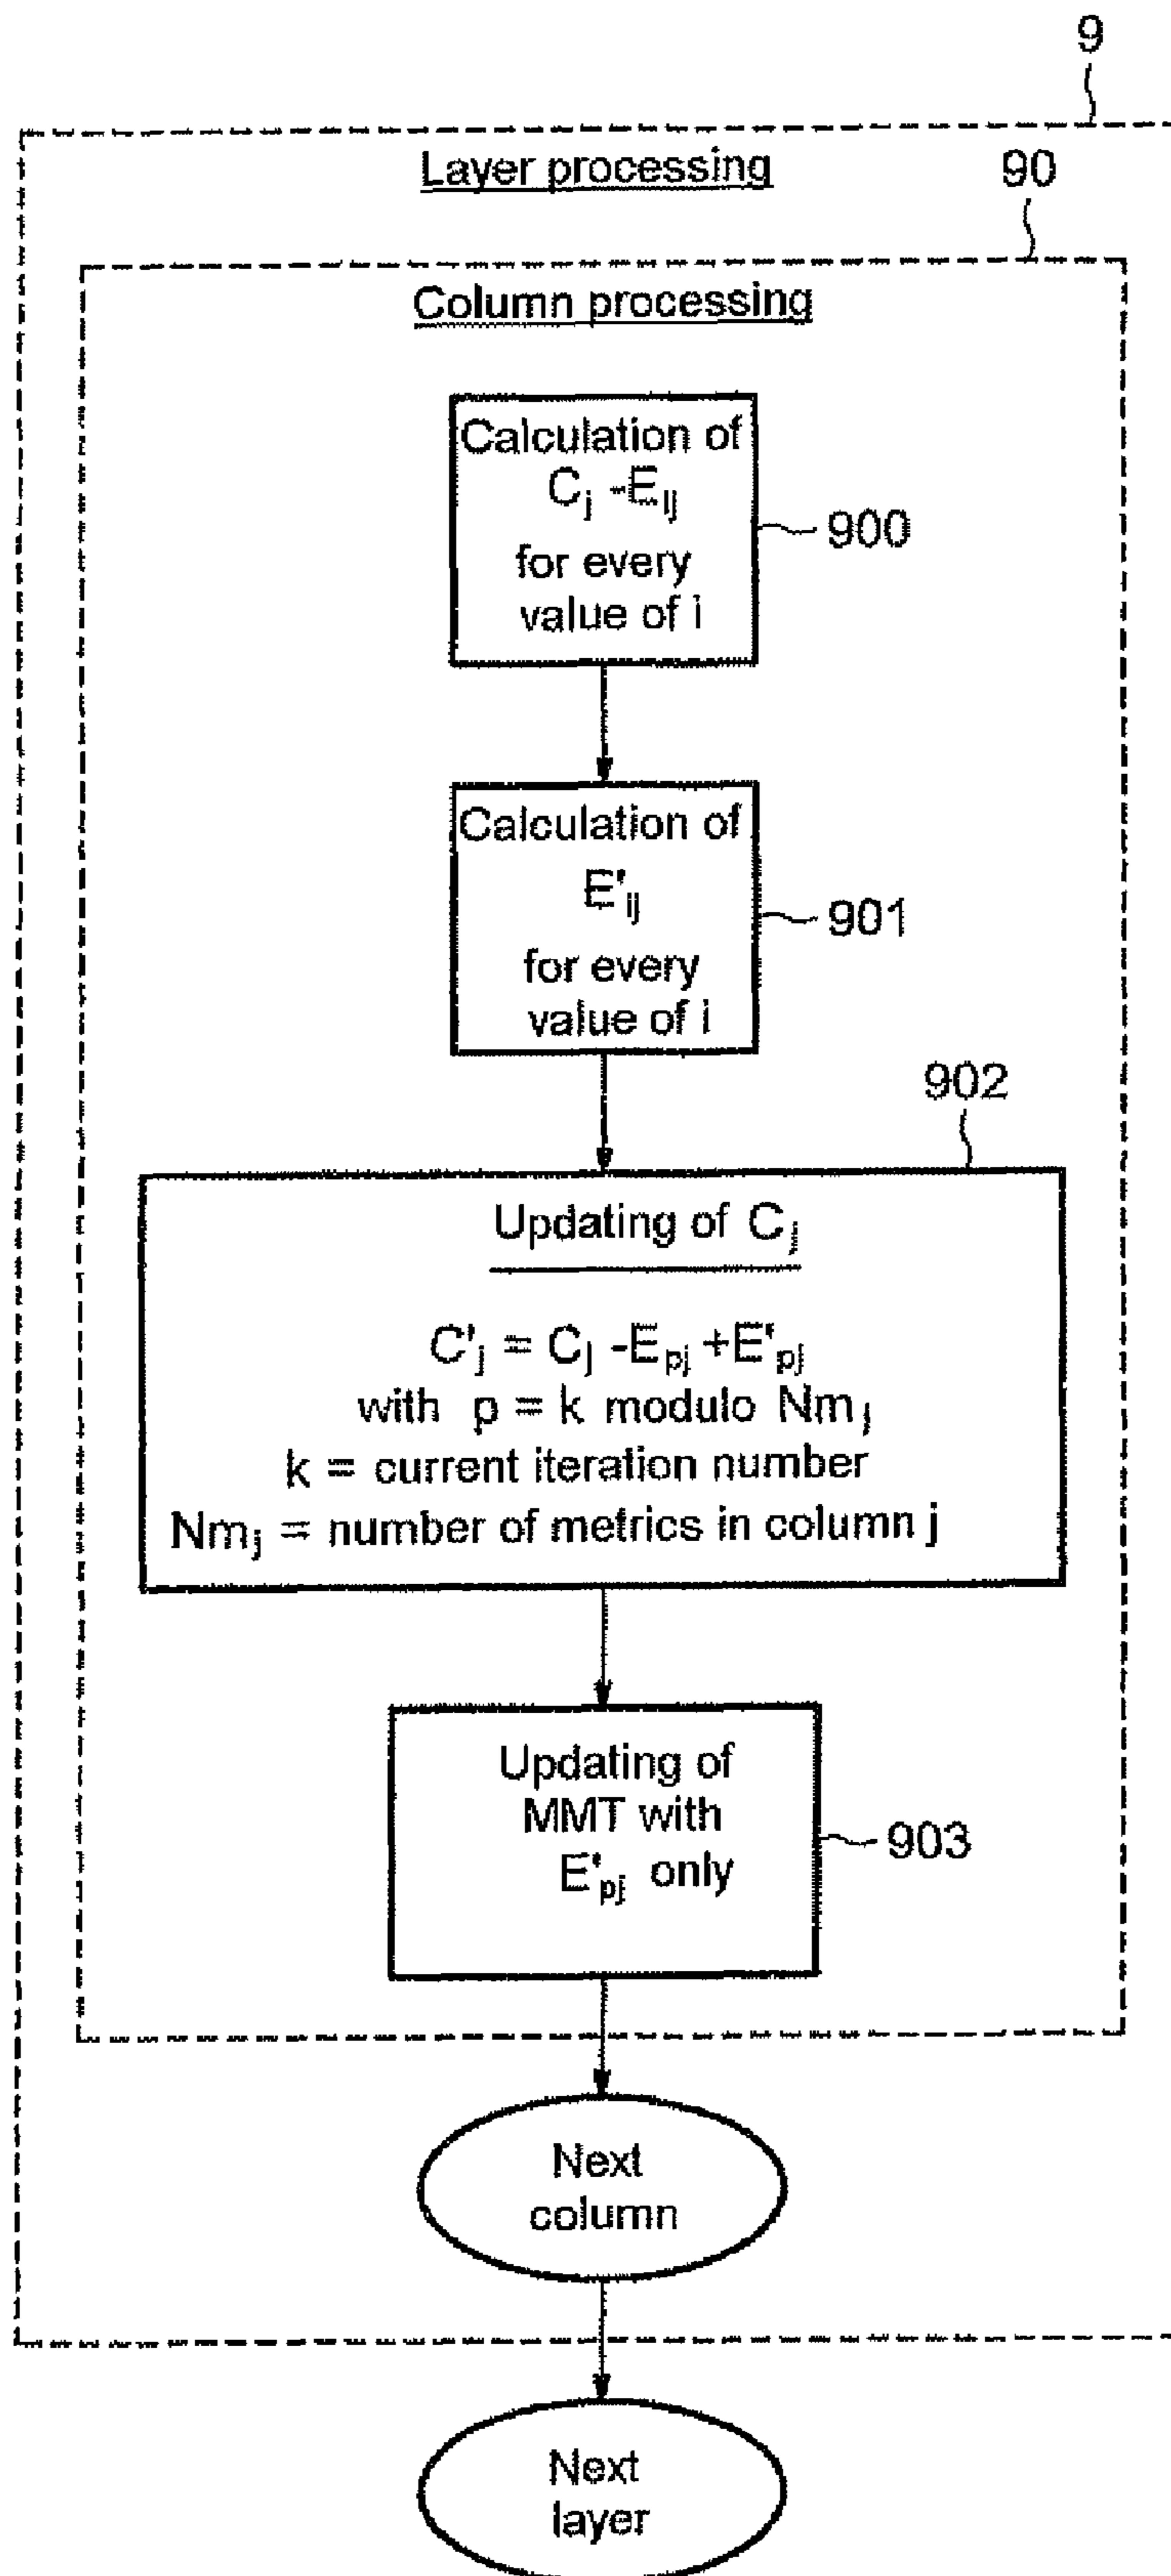 9
Layer processing
90
Column processing
Calculation of
C_j -E_ij
for every
value of i
900
Calculation of
E'_ij
for every
value of i
901
902
Updating of C_j
C'_j = C_j -E_pj +E'_pj
with p = k modulo Nm_j
k = current iteration number
Nm_j = number of metrics in column j
Updating of
MMT with
E'_pj only
903
Next
column
Next
layer